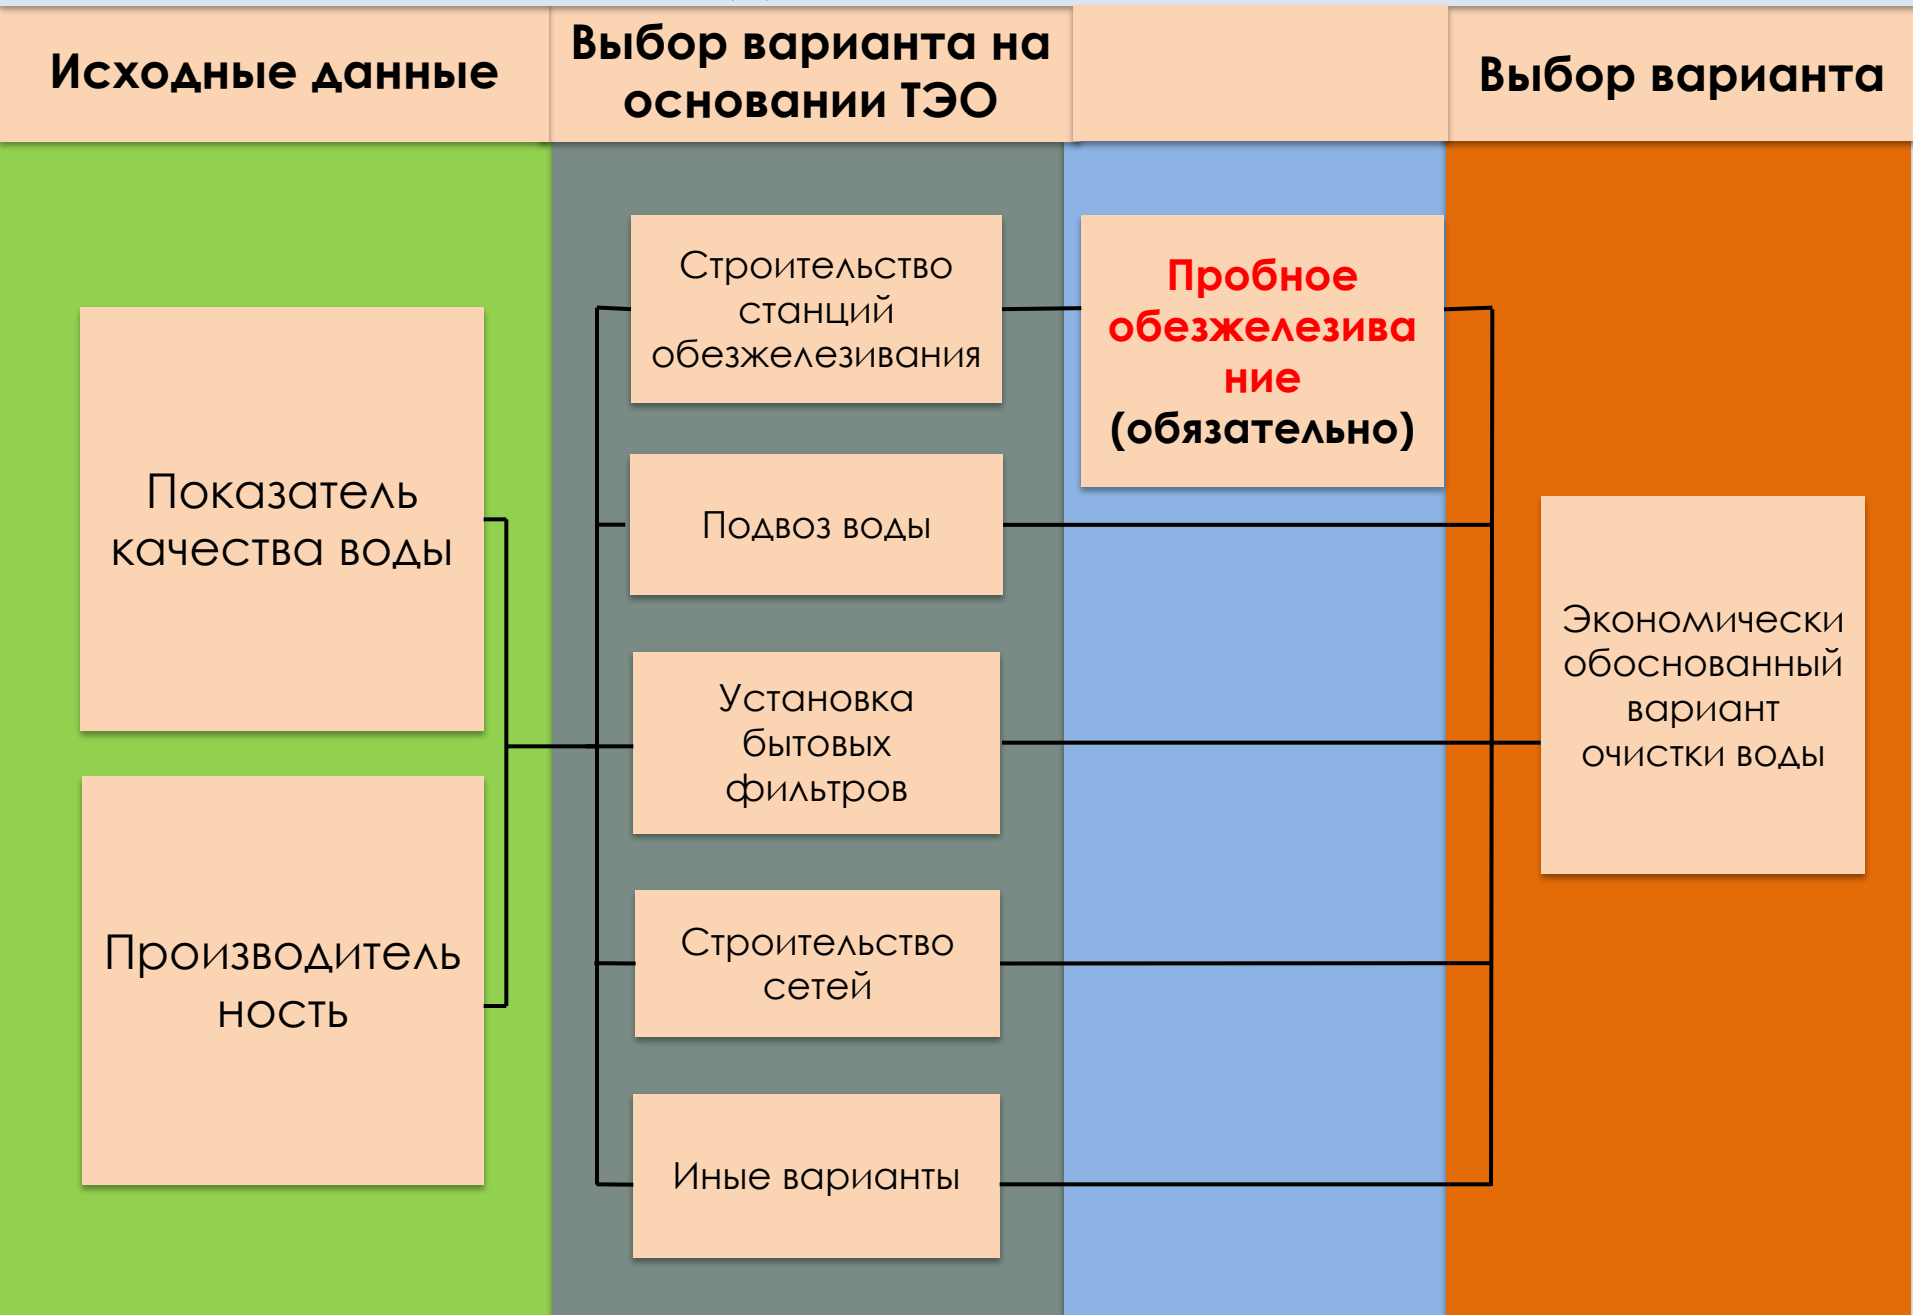 Исходные данные
Выбор варианта на
основании ТЭО
Выбор варианта
Показатель
качества воды
Производитель
ность
Строительство
станций
обезжелезивания
Подвоз воды
Установка
бытовых
фильтров
Строительство
сетей
Иные варианты
Пробное
обезжелезива
ние
(обязательно)
Экономически
обоснованный
вариант
очистки воды